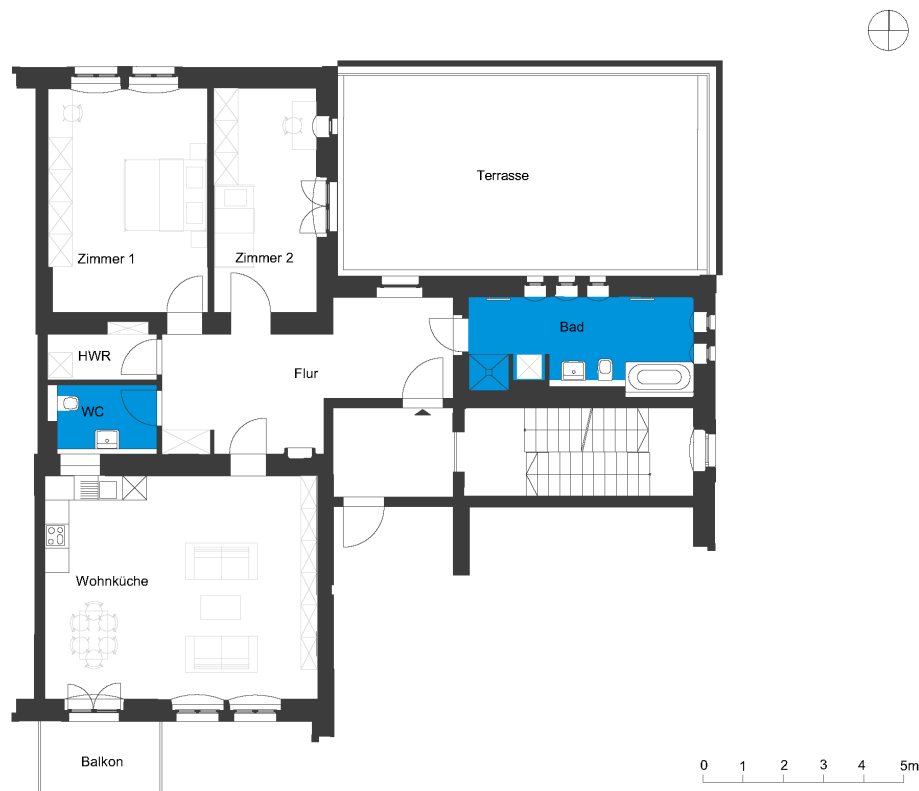 Terrasse
Zimmer 1
Zimmer 2
Bad
HWR
Flur
WC
Wohnküche
Balkon
0 1 2 3 4 5m